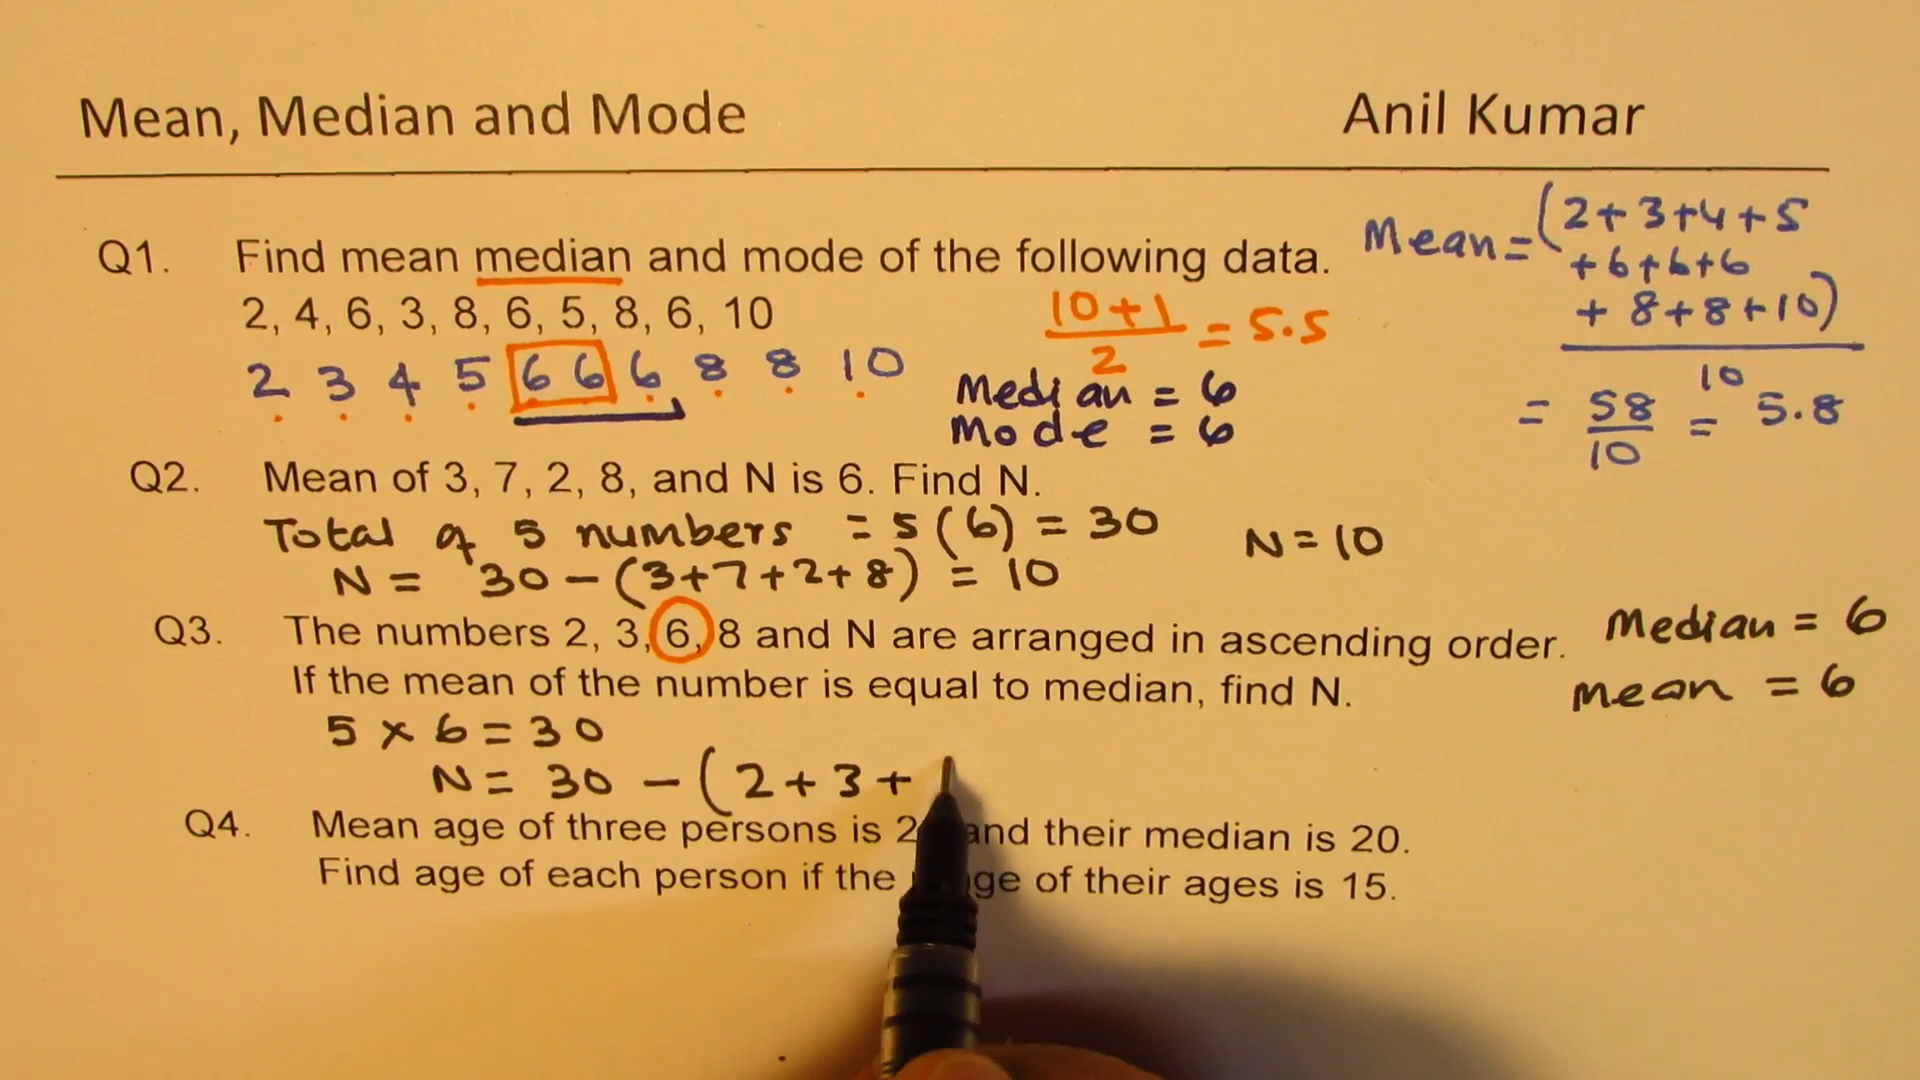 Mean, Median and Mode Anil Kumar
Q1. Find mean median and mode of the following data.
2, 4, 6, 3, 8, 6, 5, 8, 6, 10
2 3 4 5 6 6 6 8 8 10
10+1
2
= 5.5
Median = 6
Mode = 6
Mean = (2+3+4+5
+6+6+6
+ 8+8+10)
10
= 58
10
= 5.8
Q2. Mean of 3, 7, 2, 8, and N is 6. Find N.
Total of 5 numbers = 5(6) = 30
N = 30 - (3+7+2+8) = 10
N = 10
Q3. The numbers 2, 3, 6, 8 and N are arranged in ascending order.
If the mean of the number is equal to median, find N.
Median = 6
mean = 6
5 × 6 = 30
N = 30 - (2 + 3 +
Q4. Mean age of three persons is and their median is 20.
Find age of each person if the of their ages is 15.